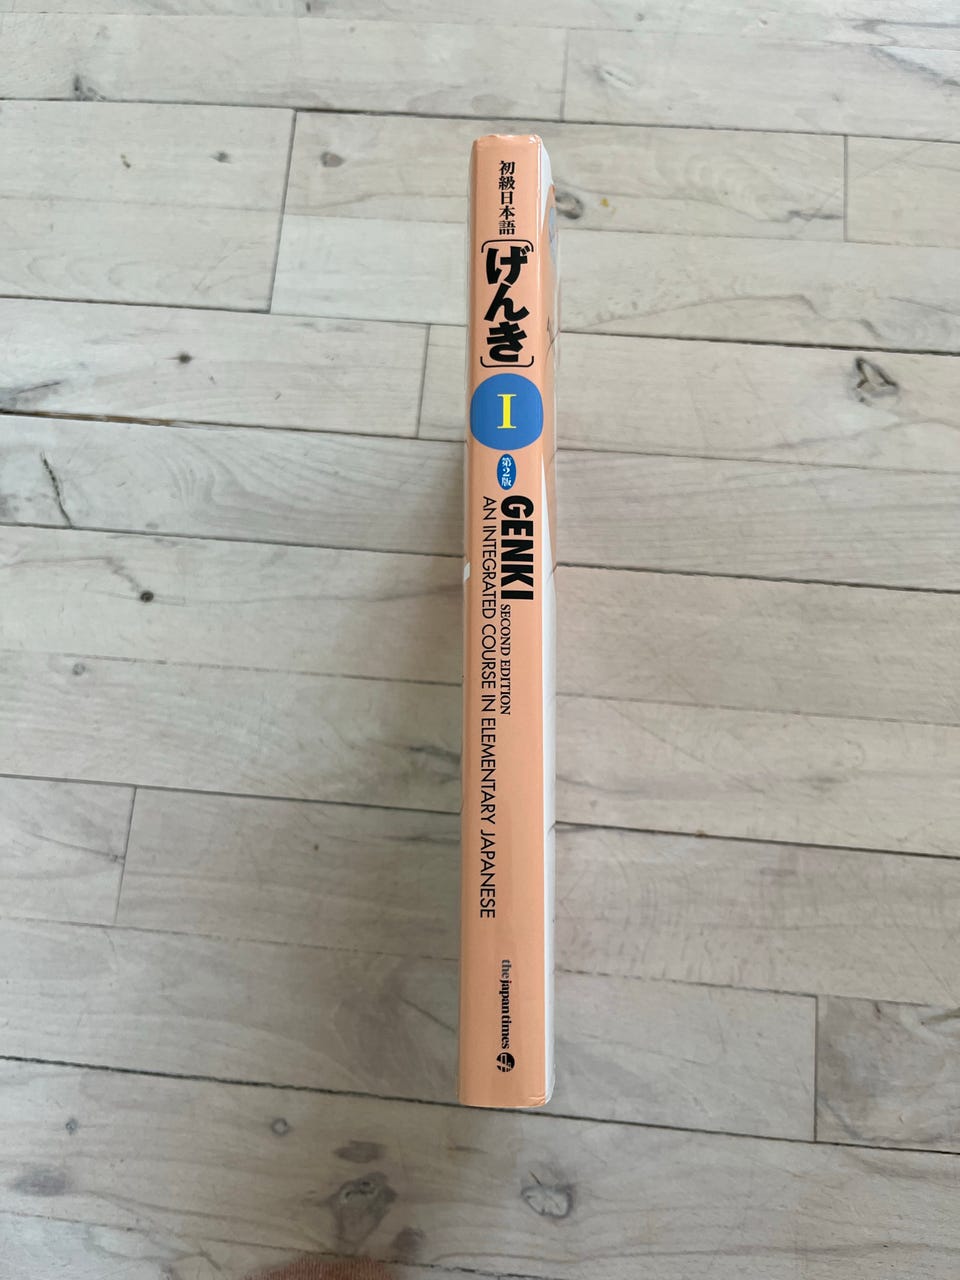 初級日本語
[げんき]
I
第2版
GENKI SECOND EDITION
AN INTEGRATED COURSE IN ELEMENTARY JAPANESE
the japan times